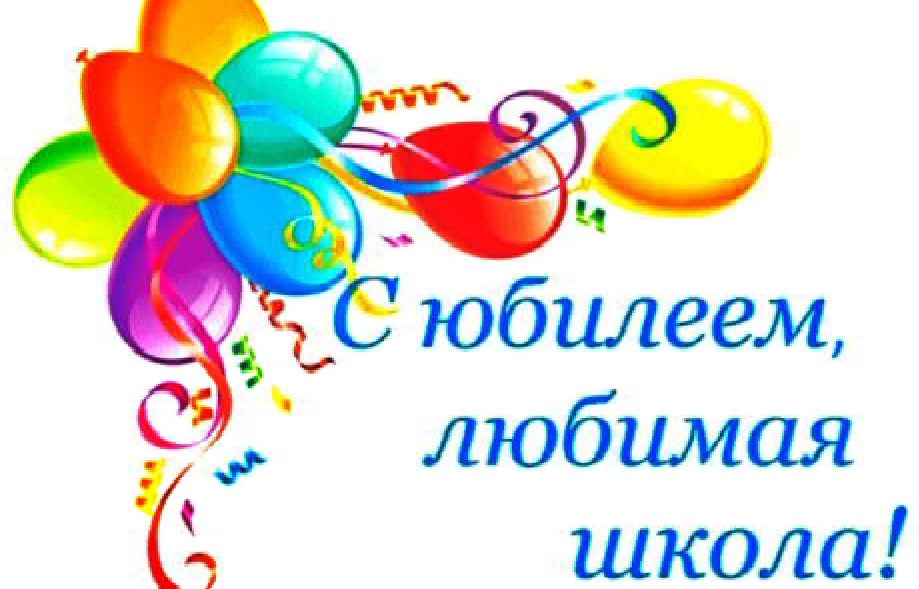 С юбилеем,
любимая
школа!